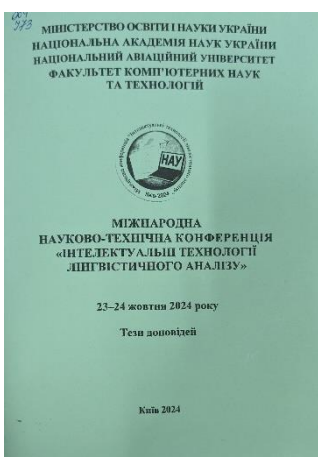 773
МІНІСТЕРСТВО ОСВІТИ І НАУКИ УКРАЇНИ
НАЦІОНАЛЬНА АКАДЕМІЯ НАУК УКРАЇНИ
НАЦІОНАЛЬНИЙ АВІАЦІЙНИЙ УНІВЕРСИТЕТ
ФАКУЛЬТЕТ КОМП'ЮТЕРНИХ НАУК
ТА ТЕХНОЛОГІЙ
НАУ
МІЖНАРОДНА
НАУКОВО-ТЕХНІЧНА КОНФЕРЕНЦІЯ
«ІНТЕЛЕКТУАЛЬНІ ТЕХНОЛОГІЇ
ЛІНГВІСТИЧНОГО АНАЛІЗУ»
23–24 жовтня 2024 року
Тези доповідей
Київ 2024